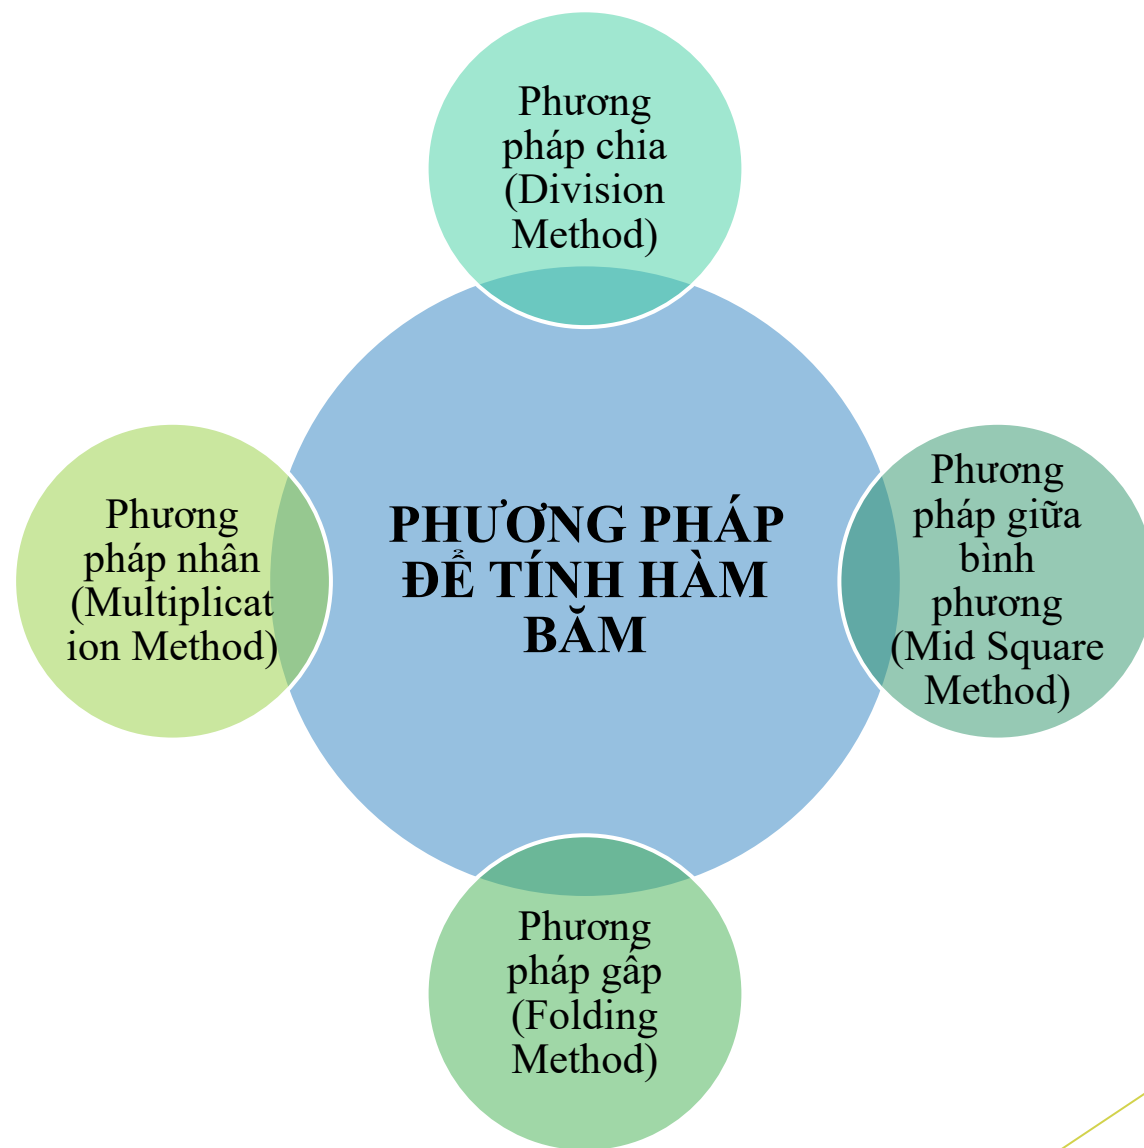 Phương
pháp chia
(Division
Method)
Phương
pháp nhân
(Multiplicat
ion Method)
PHƯƠNG PHÁP
ĐỂ TÍNH HÀM
BĂM
Phương
pháp giữa
bình
phương
(Mid Square
Method)
Phương
pháp gấp
(Folding
Method)